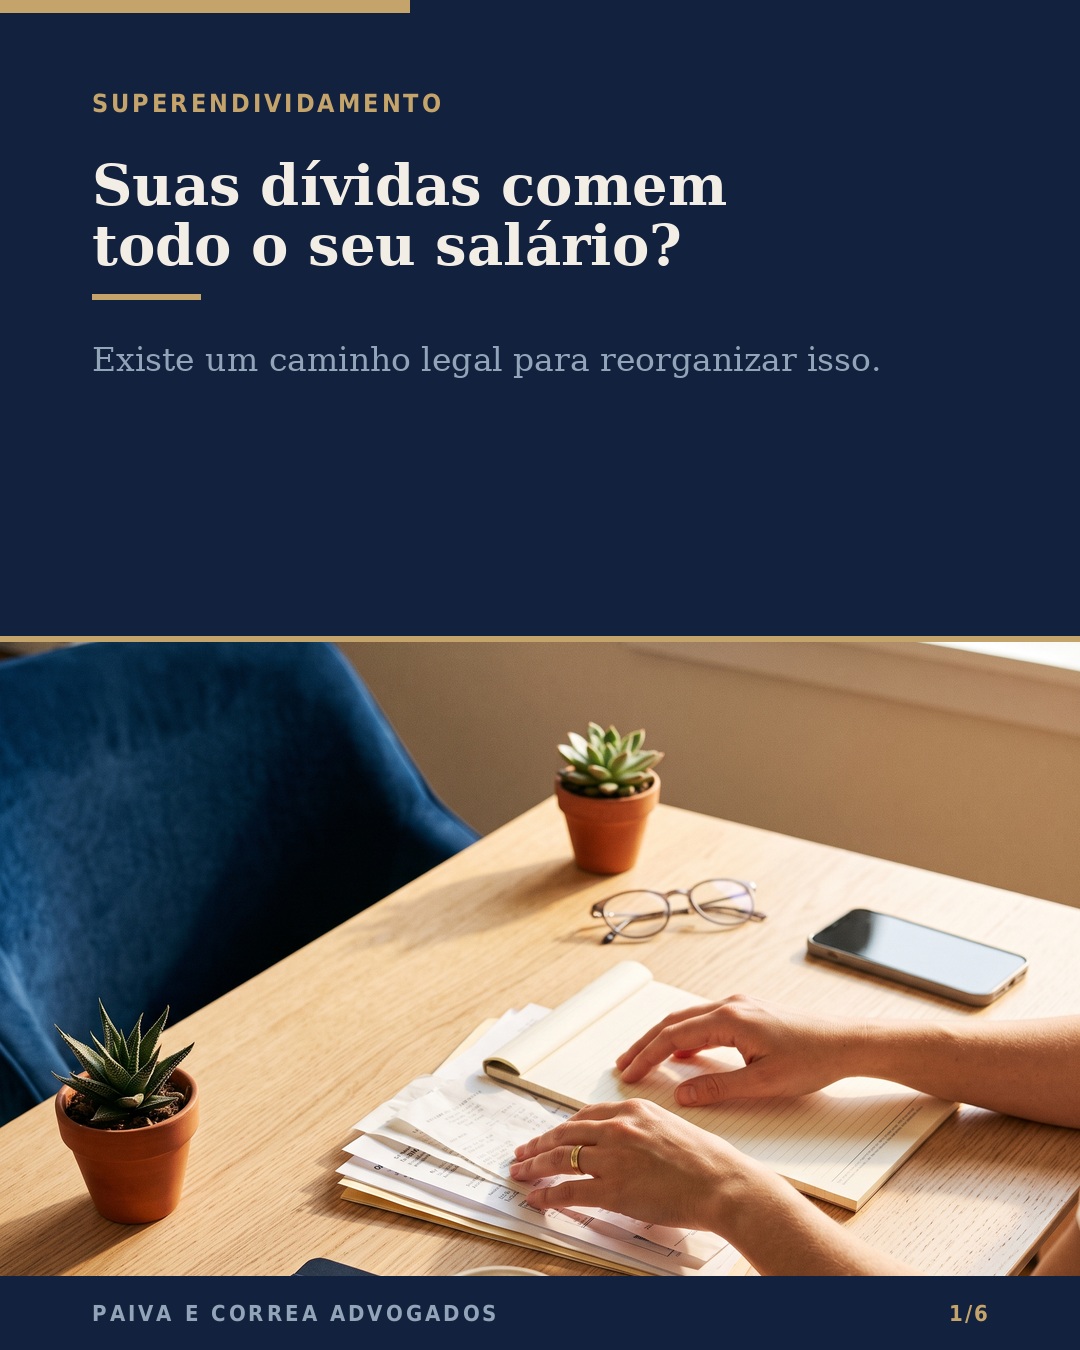 SUPERENDIVIDAMENTO
Suas dívidas comem
todo o seu salário?
Existe um caminho legal para reorganizar isso.
PAIVA E CORREA ADVOGADOS
1/6